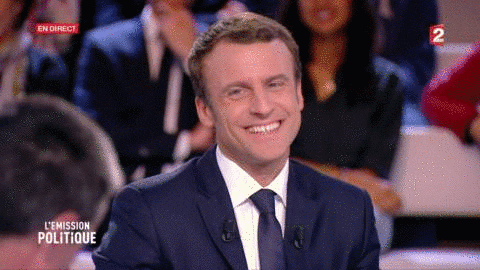 EN DIRECT
2
L'EMISSION
POLITIQUE